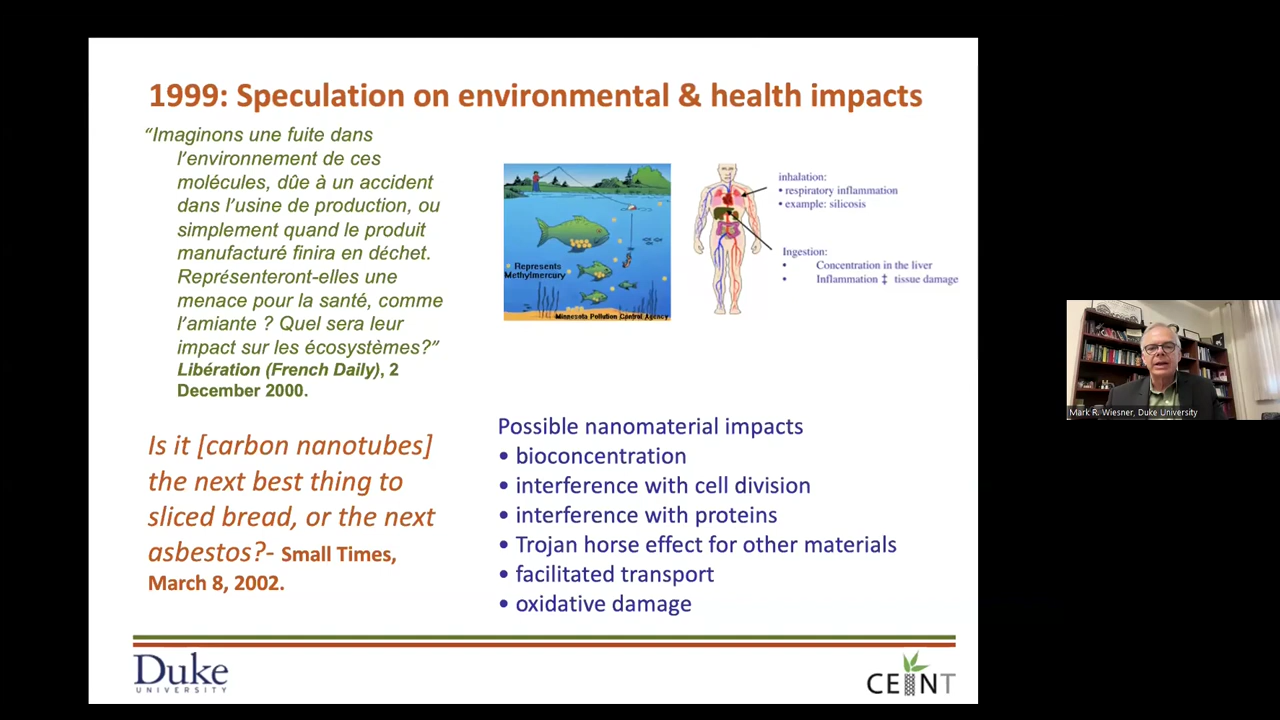 1999: Speculation on environmental & health impacts
“Imaginons une fuite dans
l’environnement de ces
molécules, dûe à un accident
dans l’usine de production, ou
simplement quand le produit
manufacturé finira en déchet.
Représenteront-elles une
menace pour la santé, comme
l’amiante ? Quel sera leur
impact sur les écosystèmes?”
Libération (French Daily), 2
December 2000.
Is it [carbon nanotubes]
the next best thing to
sliced bread, or the next
asbestos?- Small Times,
March 8, 2002.
Represents
Methylmercury
Minnesota Pollution Control Agency
inhalation:
• respiratory inflammation
• example: silicosis
Ingestion:
• Concentration in the liver
• Inflammation ‡ tissue damage
Possible nanomaterial impacts
• bioconcentration
• interference with cell division
• interference with proteins
• Trojan horse effect for other materials
• facilitated transport
• oxidative damage
Duke
UNIVERSITY
CEINT
Mark R. Wiesner, Duke University